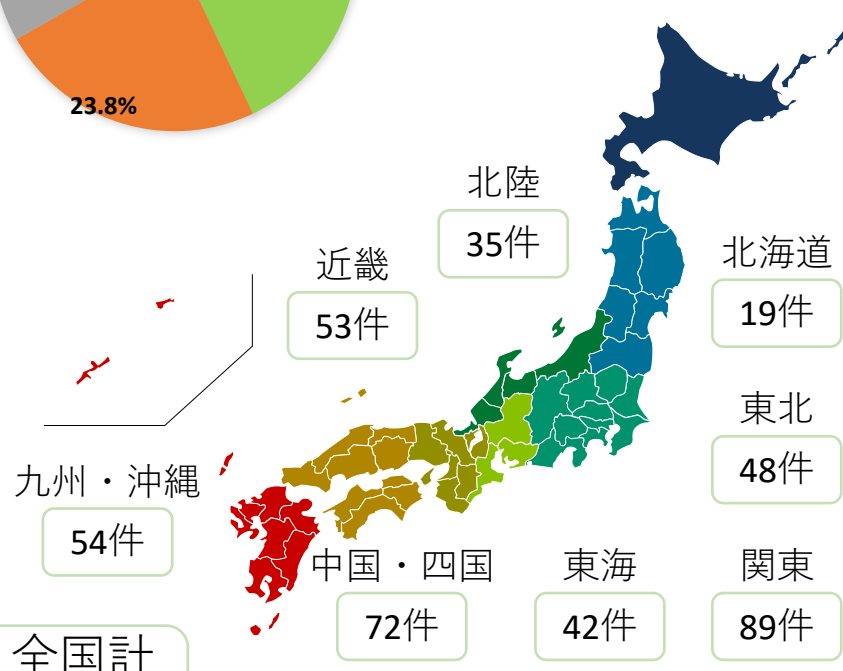 23.8%
北陸
35件
近畿
53件
北海道
19件
東北
48件
九州・沖縄
54件
中国・四国
72件
東海
42件
関東
89件
全国計